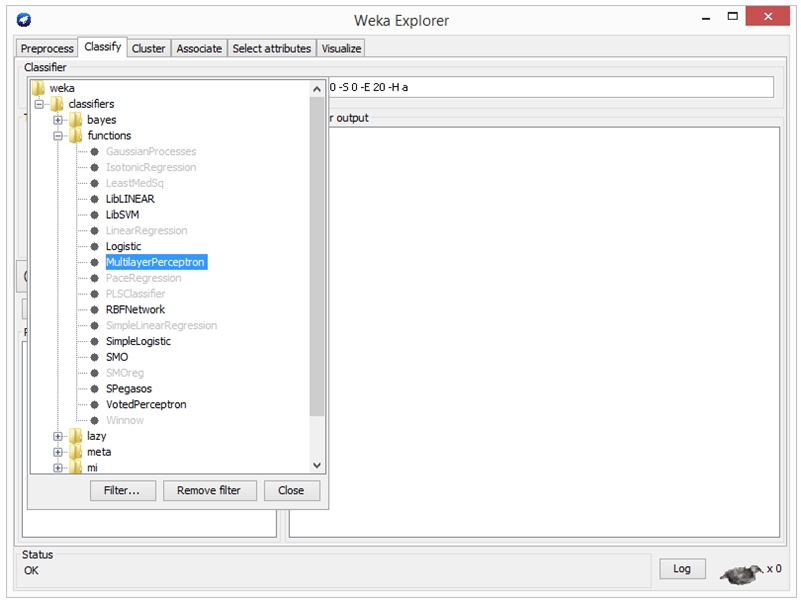 Weka Explorer
Preprocess Classify Cluster Associate Select attributes Visualize
Classifier
0 -S 0 -E 20 -H a
weka
classifiers
bayes
functions
GaussianProcesses
IsotonicRegression
LeastMedSq
LibLINEAR
LibSVM
LinearRegression
Logistic
MultilayerPerceptron
PaceRegression
PLSClassifier
RBFNetwork
SimpleLinearRegression
SimpleLogistic
SMO
SMOreg
SPegasos
VotedPerceptron
Winnow
lazy
meta
mi
Filter... Remove filter Close
r output
Status
OK
Log x 0